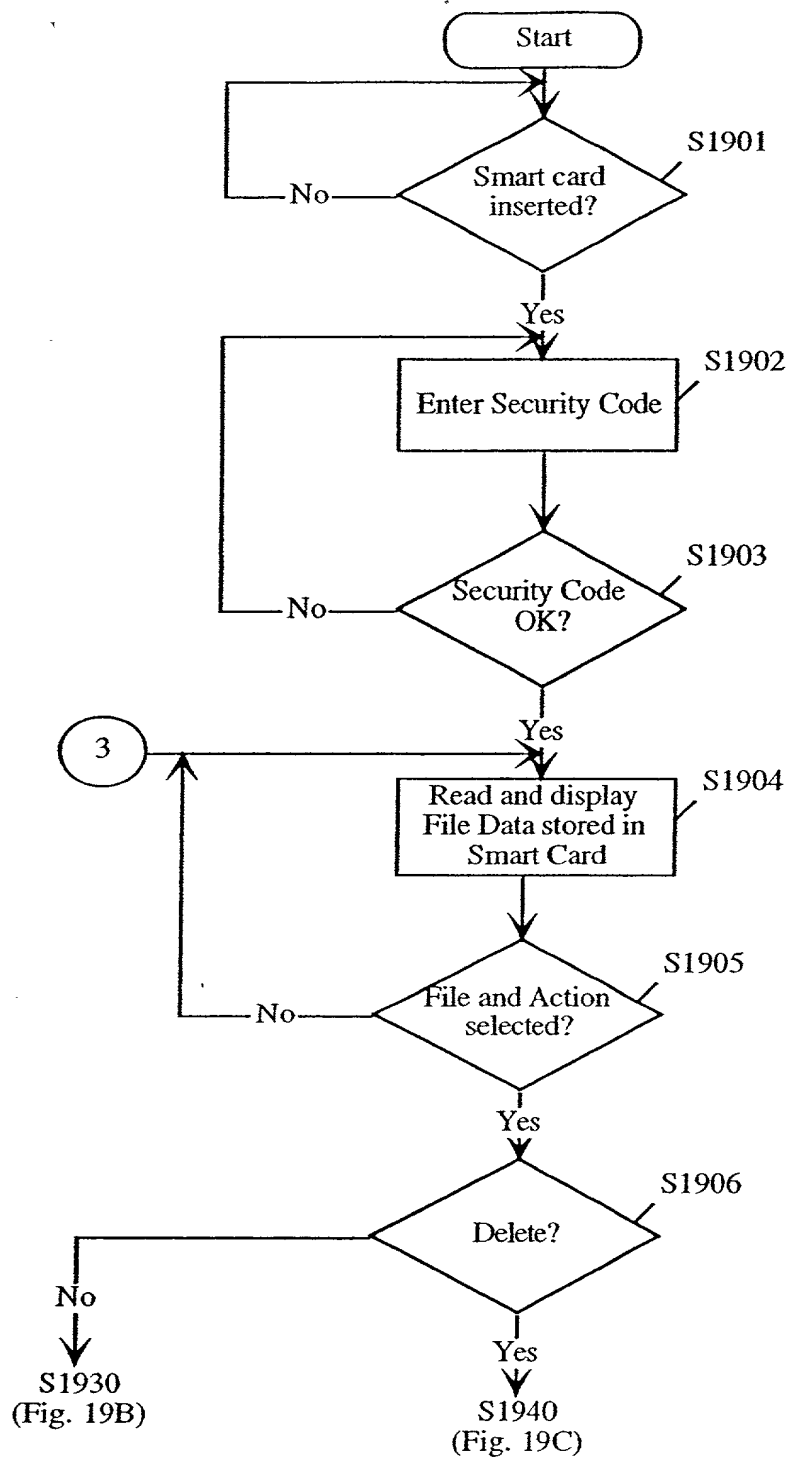 Start
S1901
Smart card
inserted?
No
Yes
S1902
Enter Security Code
S1903
Security Code
OK?
No
Yes
3
S1904
Read and display
File Data stored in
Smart Card
S1905
File and Action
selected?
No
Yes
S1906
Delete?
No
Yes
S1930
(Fig. 19B)
S1940
(Fig. 19C)